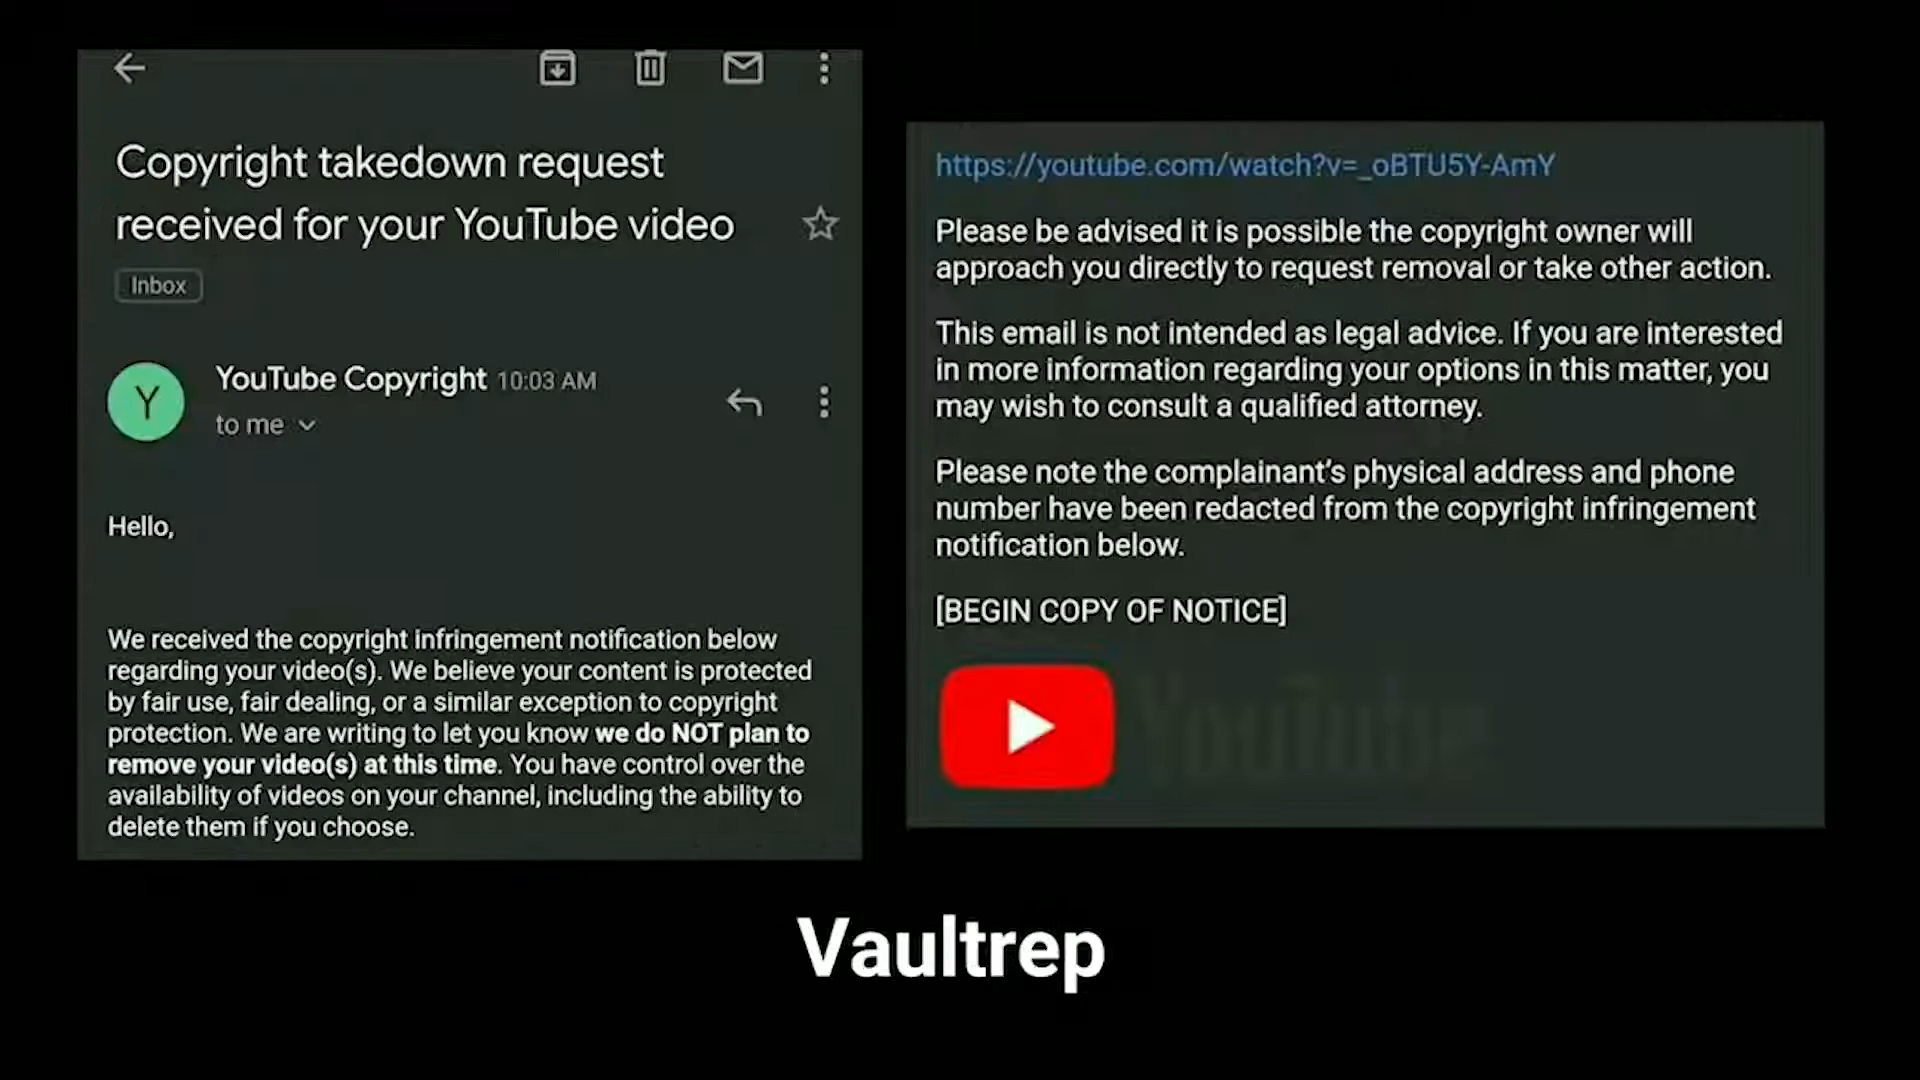 Copyright takedown request
received for your YouTube video
Inbox
Y
YouTube Copyright 10:03 AM
to me
Hello,
We received the copyright infringement notification below
regarding your video(s). We believe your content is protected
by fair use, fair dealing, or a similar exception to copyright
protection. We are writing to let you know we do NOT plan to
remove your video(s) at this time. You have control over the
availability of videos on your channel, including the ability to
delete them if you choose.
https://youtube.com/watch?v=_oBTU5Y-AmY
Please be advised it is possible the copyright owner will
approach you directly to request removal or take other action.
This email is not intended as legal advice. If you are interested
in more information regarding your options in this matter, you
may wish to consult a qualified attorney.
Please note the complainant's physical address and phone
number have been redacted from the copyright infringement
notification below.
[BEGIN COPY OF NOTICE]
YouTube
Vaultrep